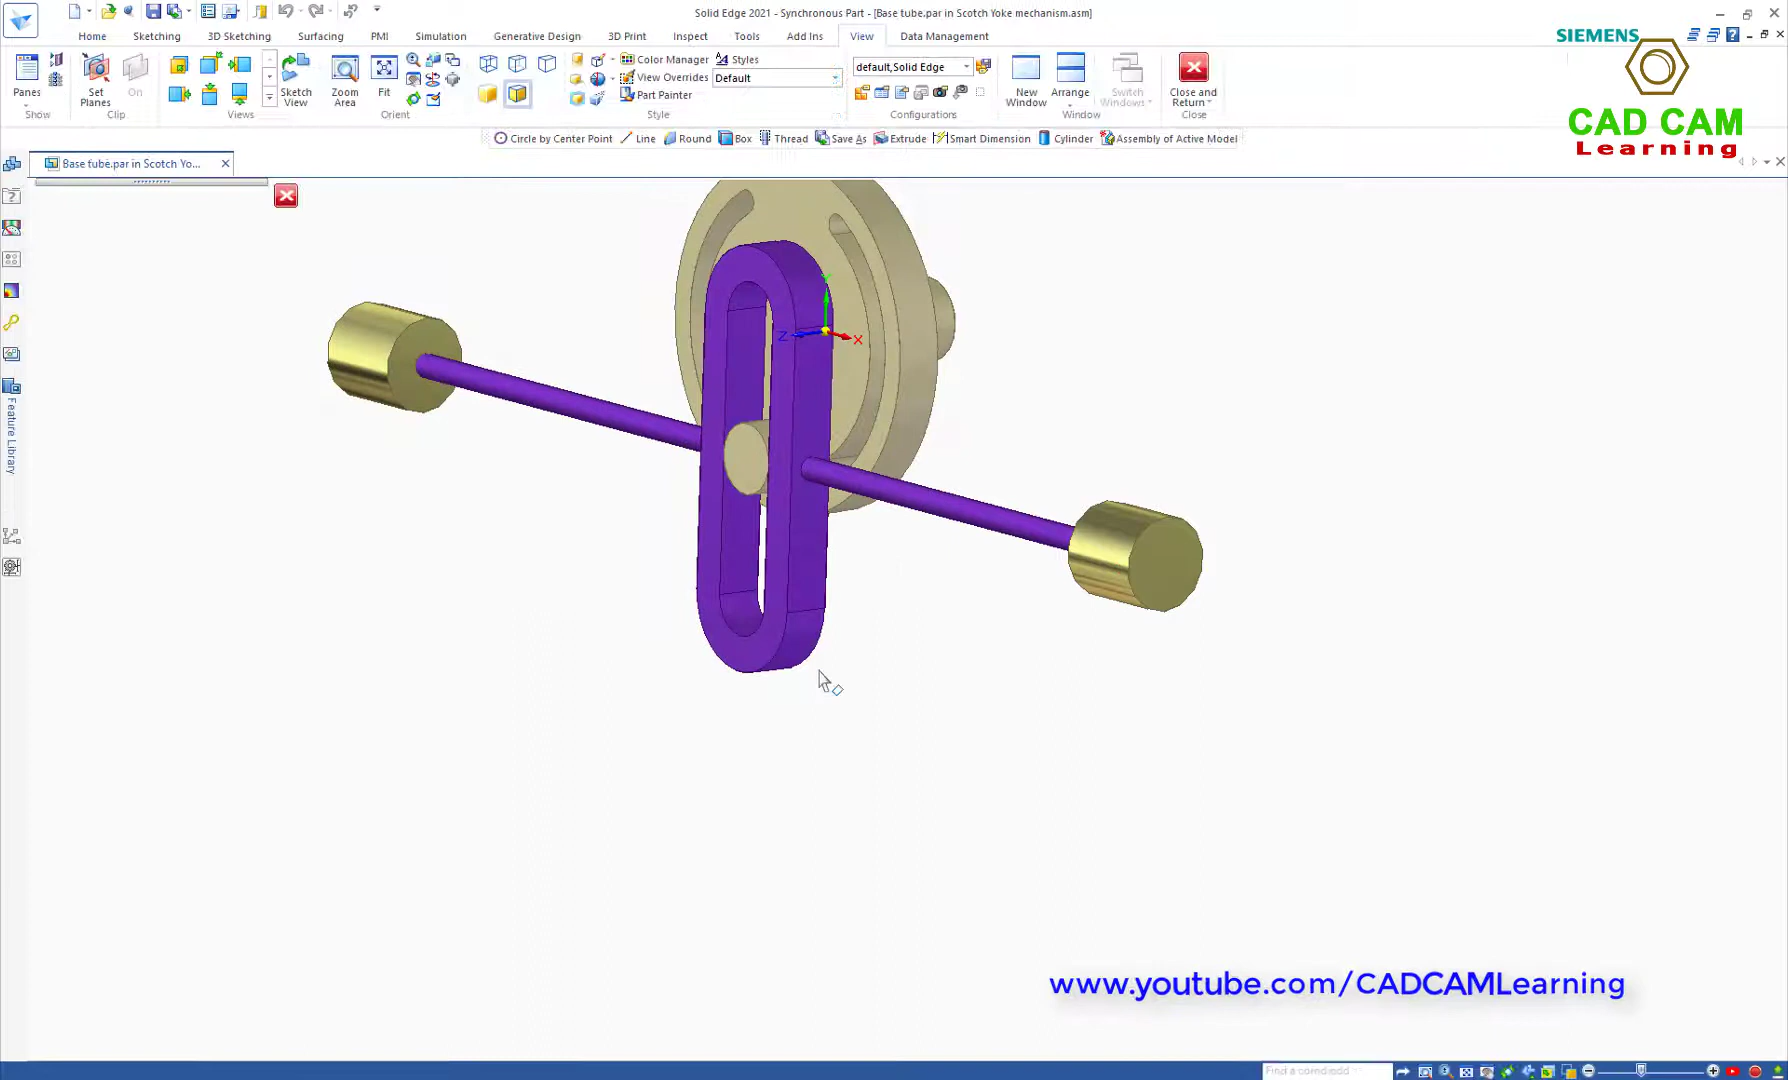 Solid Edge 2021 - Synchronous Part - [Base tube.par in Scotch Yoke mechanism.asm]
Home Sketching 3D Sketching Surfacing PMI Simulation Generative Design 3D Print Inspect Tools Add Ins View Data Management
SIEMENS
Panes
Set Planes
On
Sketch View
Zoom Area
Fit
Color Manager
Styles
View Overrides
Default
Part Painter
default,Solid Edge
New Window
Arrange
Switch Windows
Close and Return
Show Clip Views Orient Style Configurations Window Close
CAD CAM
Learning
Circle by Center Point Line Round Box Thread Save As Extrude Smart Dimension Cylinder Assembly of Active Model
Base tube.par in Scotch Yo...
Feature Library
Y
Z
X
www.youtube.com/CADCAMLearning
Find a command